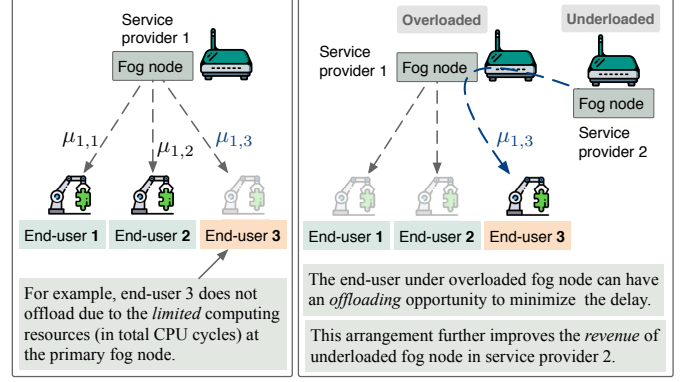 Service
provider 1
Fog node
μ1,1
μ1,2
μ1,3
End-user 1
End-user 2
End-user 3
For example, end-user 3 does not
offload due to the limited computing
resources (in total CPU cycles) at
the primary fog node.
Overloaded
Underloaded
Service
provider 1
Fog node
Fog node
Service
provider 2
μ1,3
End-user 1
End-user 2
End-user 3
The end-user under overloaded fog node can have
an offloading opportunity to minimize the delay.
This arrangement further improves the revenue of
underloaded fog node in service provider 2.